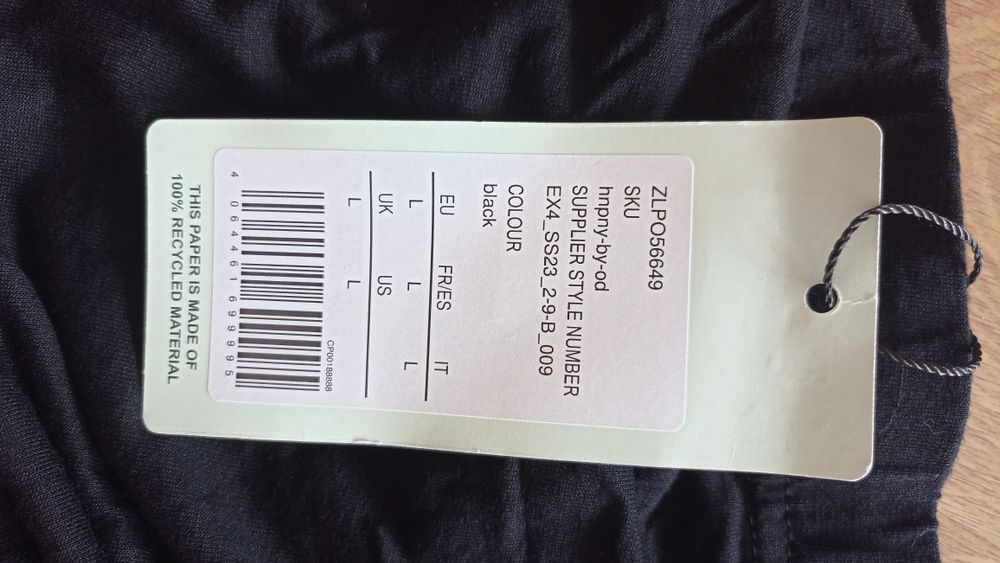 ZLPO56649
SKU
hnpny-by-od
SUPPLIER STYLE NUMBER
EX4_SS23_2-9-B_009
COLOUR
black
EU FR/ES IT
L L L
UK US
L L
CP00188888
4 064461 699995
THIS PAPER IS MADE OF
100% RECYCLED MATERIAL